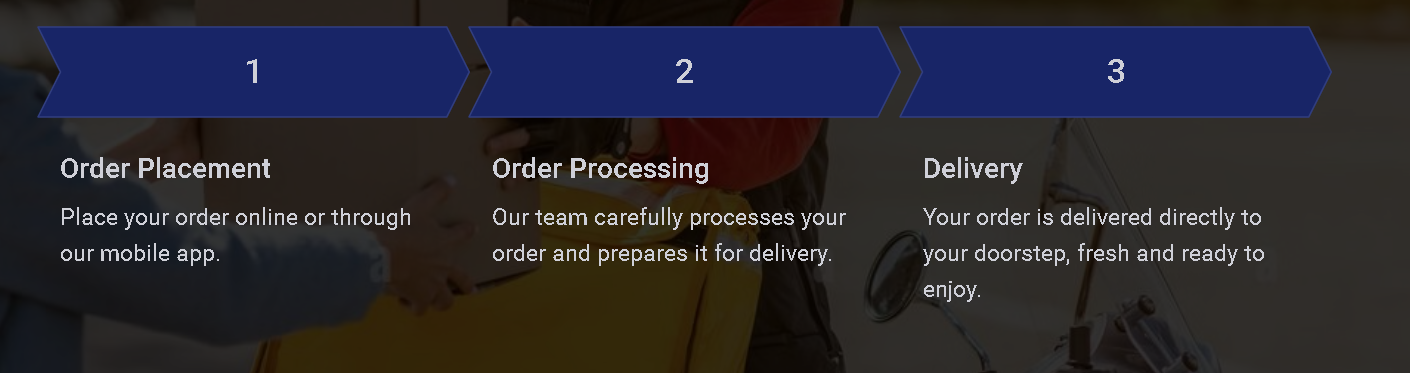 1
2
3
Order Placement
Place your order online or through
our mobile app.
Order Processing
Our team carefully processes your
order and prepares it for delivery.
Delivery
Your order is delivered directly to
your doorstep, fresh and ready to
enjoy.